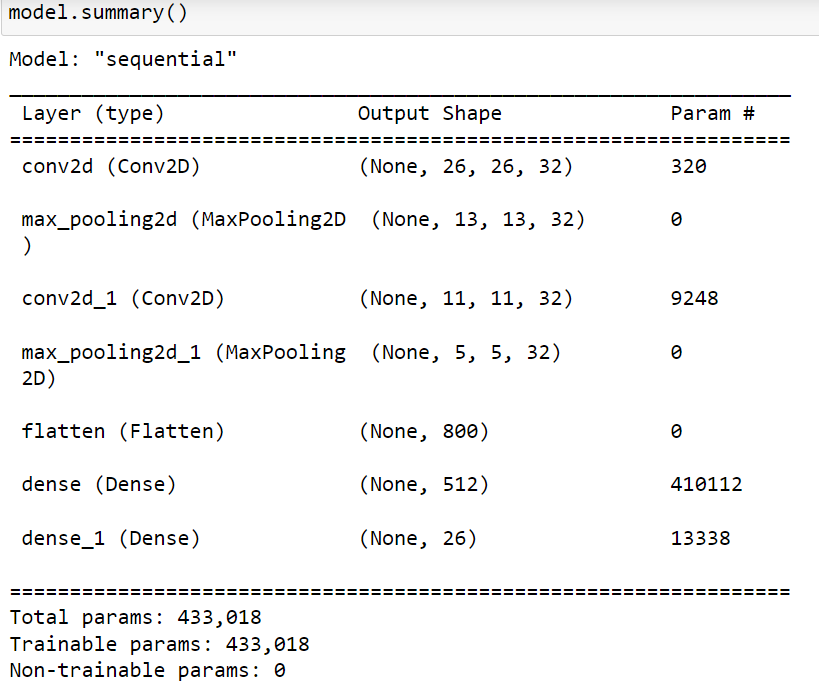 model.summary()
Model: "sequential"
Layer (type) Output Shape Param #
conv2d (Conv2D) (None, 26, 26, 32) 320
max_pooling2d (MaxPooling2D (None, 13, 13, 32) 0
)
conv2d_1 (Conv2D) (None, 11, 11, 32) 9248
max_pooling2d_1 (MaxPooling (None, 5, 5, 32) 0
2D)
flatten (Flatten) (None, 800) 0
dense (Dense) (None, 512) 410112
dense_1 (Dense) (None, 26) 13338
Total params: 433,018
Trainable params: 433,018
Non-trainable params: 0